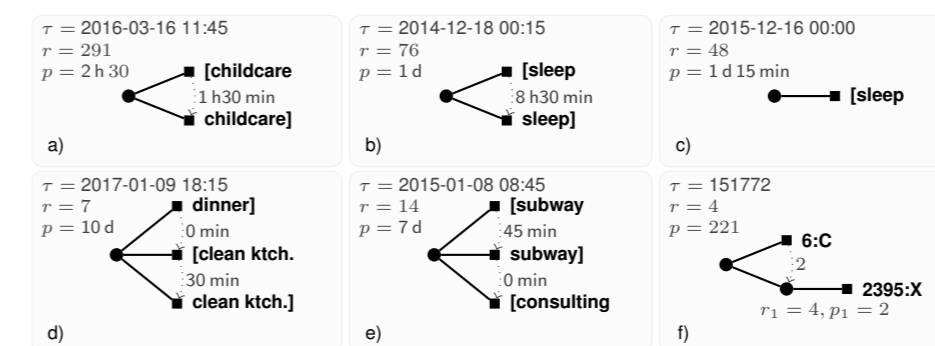 τ = 2016-03-16 11:45
r = 291
p = 2 h 30
[childcare
1 h30 min
childcare]
a)
τ = 2014-12-18 00:15
r = 76
p = 1 d
[sleep
8 h30 min
sleep]
b)
τ = 2015-12-16 00:00
r = 48
p = 1 d 15 min
[sleep
c)
τ = 2017-01-09 18:15
r = 7
p = 10 d
dinner]
0 min
[clean ktch.
30 min
clean ktch.]
d)
τ = 2015-01-08 08:45
r = 14
p = 7 d
[subway
45 min
subway]
0 min
[consulting
e)
τ = 151772
r = 4
p = 221
6:C
2
2395:X
r₁ = 4, p₁ = 2
f)